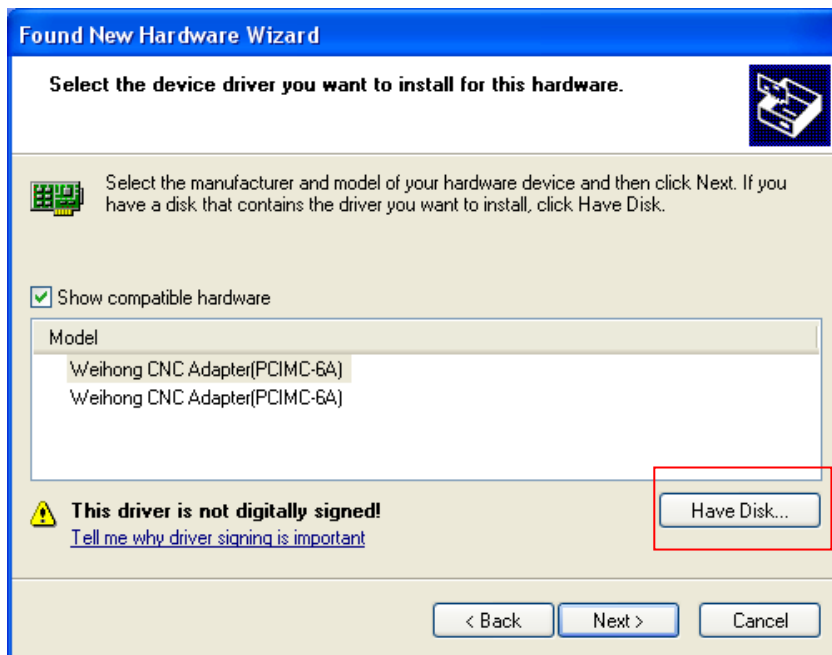 Found New Hardware Wizard
Select the device driver you want to install for this hardware.
Select the manufacturer and model of your hardware device and then click Next. If you
have a disk that contains the driver you want to install, click Have Disk.
Show compatible hardware
Model
Weihong CNC Adapter(PCIMC-6A)
Weihong CNC Adapter(PCIMC-6A)
This driver is not digitally signed!
Tell me why driver signing is important
Have Disk...
< Back
Next >
Cancel